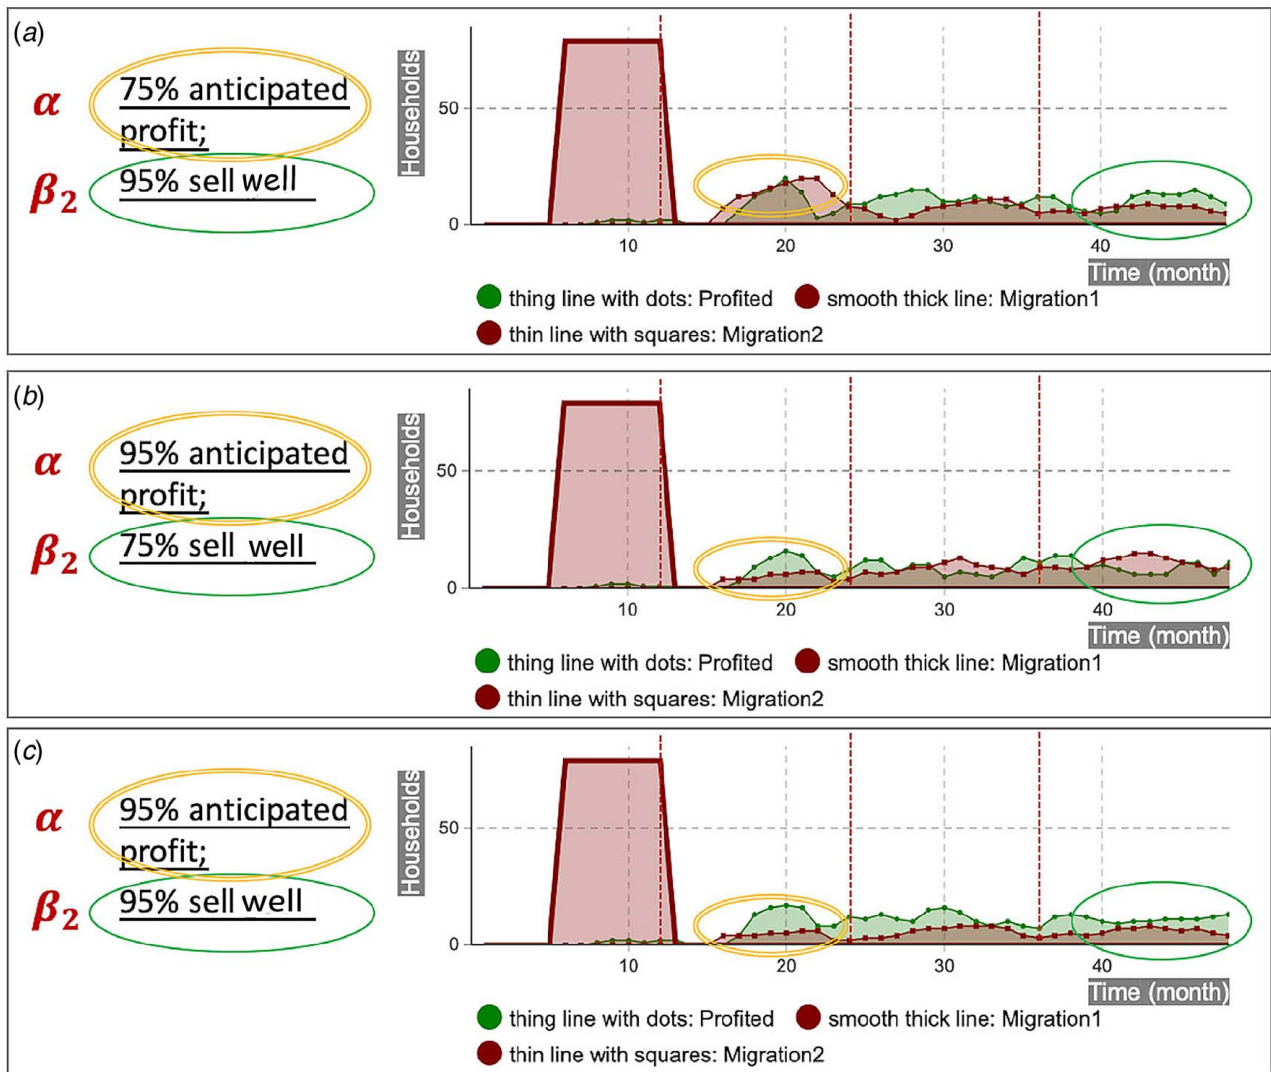 (a)
α 75% anticipated
profit;
β2 95% sell well
Households
50
0
10 20 30 40
Time (month)
thing line with dots: Profited smooth thick line: Migration1
thin line with squares: Migration2
(b)
α 95% anticipated
profit;
β2 75% sell well
Households
50
0
10 20 30 40
Time (month)
thing line with dots: Profited smooth thick line: Migration1
thin line with squares: Migration2
(c)
α 95% anticipated
profit;
β2 95% sell well
Households
50
0
10 20 30 40
Time (month)
thing line with dots: Profited smooth thick line: Migration1
thin line with squares: Migration2